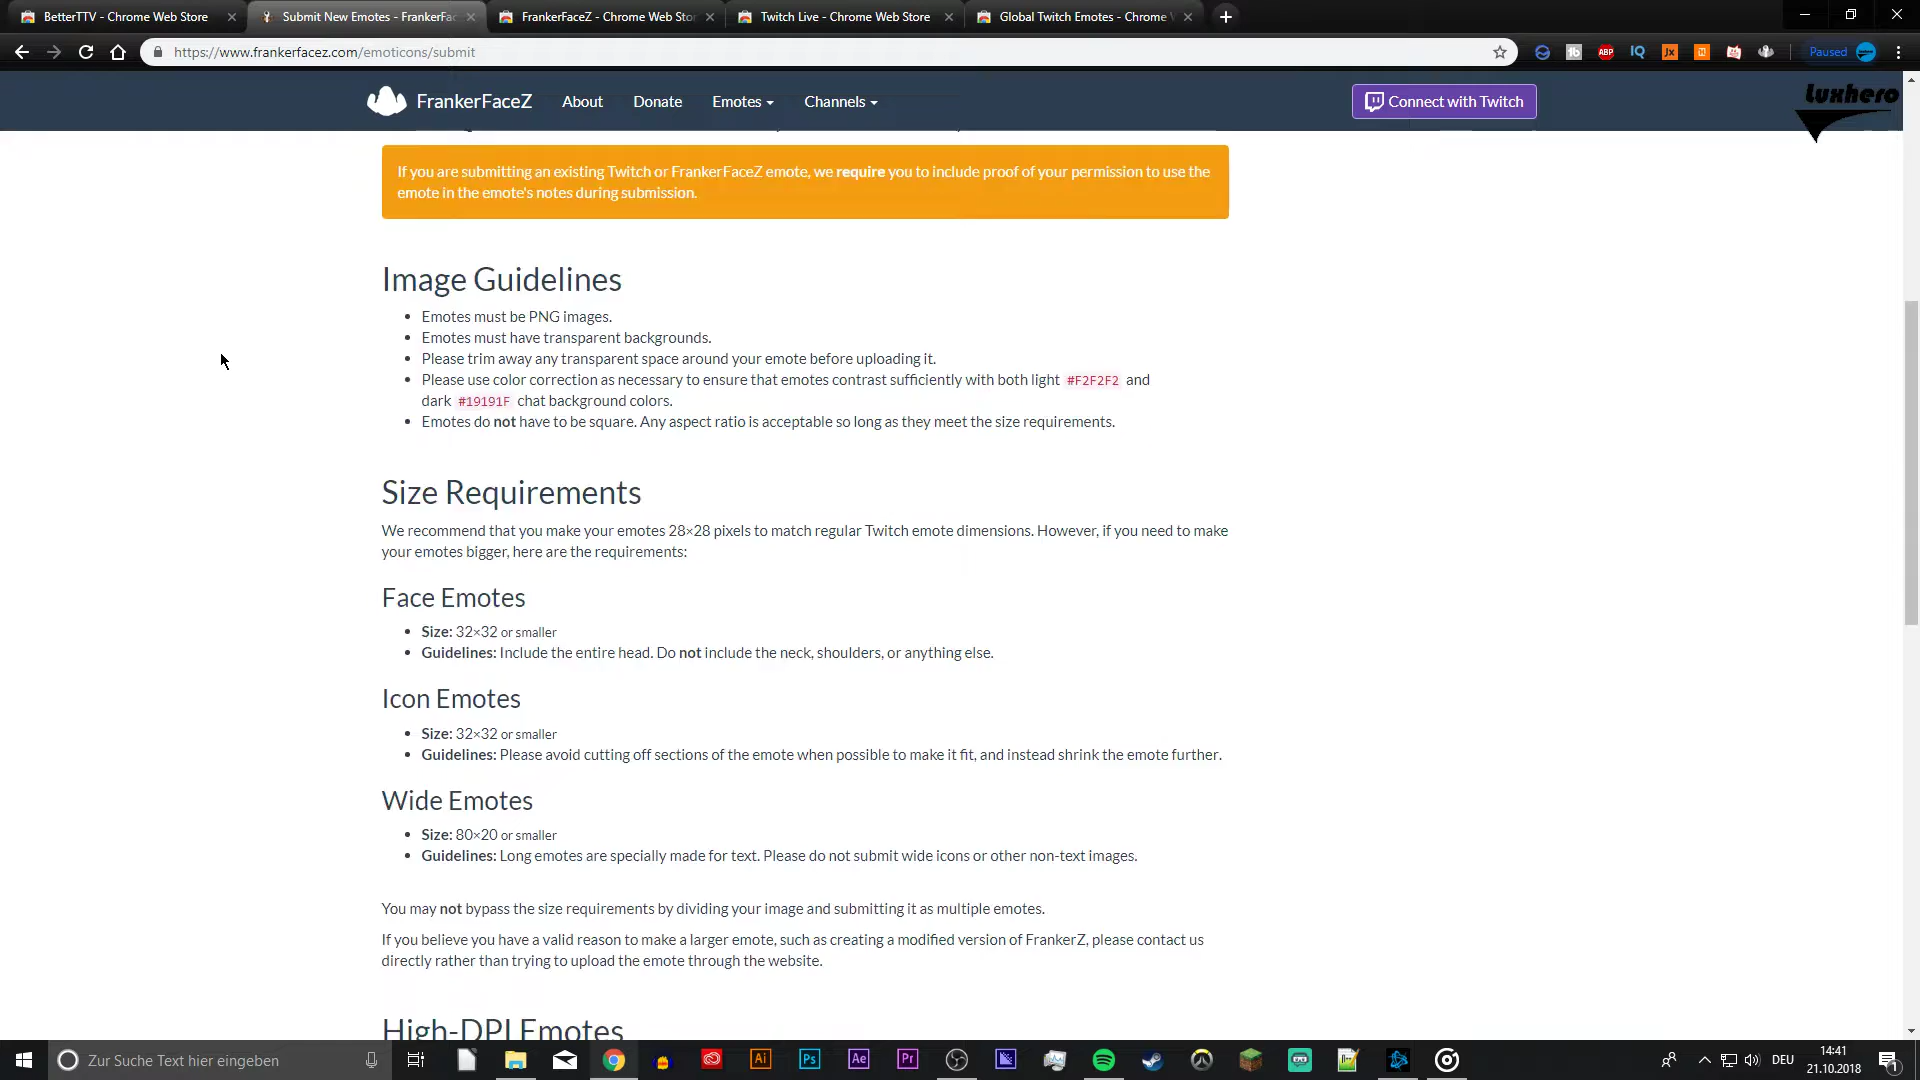 BetterTTV - Chrome Web Store
Submit New Emotes - FrankerFac
FrankerFaceZ - Chrome Web Sto
Twitch Live - Chrome Web Store
Global Twitch Emotes - Chrome W
https://www.frankerfacez.com/emoticons/submit
ABP
IQ
Jx
Paused
FrankerFaceZ
About
Donate
Emotes
Channels
Connect with Twitch
luxhero
If you are submitting an existing Twitch or FrankerFaceZ emote, we require you to include proof of your permission to use the
emote in the emote's notes during submission.
Image Guidelines
• Emotes must be PNG images.
• Emotes must have transparent backgrounds.
• Please trim away any transparent space around your emote before uploading it.
• Please use color correction as necessary to ensure that emotes contrast sufficiently with both light #F2F2F2 and
dark #19191F chat background colors.
• Emotes do not have to be square. Any aspect ratio is acceptable so long as they meet the size requirements.
Size Requirements
We recommend that you make your emotes 28×28 pixels to match regular Twitch emote dimensions. However, if you need to make
your emotes bigger, here are the requirements:
Face Emotes
• Size: 32×32 or smaller
• Guidelines: Include the entire head. Do not include the neck, shoulders, or anything else.
Icon Emotes
• Size: 32×32 or smaller
• Guidelines: Please avoid cutting off sections of the emote when possible to make it fit, and instead shrink the emote further.
Wide Emotes
• Size: 80×20 or smaller
• Guidelines: Long emotes are specially made for text. Please do not submit wide icons or other non-text images.
You may not bypass the size requirements by dividing your image and submitting it as multiple emotes.
If you believe you have a valid reason to make a larger emote, such as creating a modified version of FrankerZ, please contact us
directly rather than trying to upload the emote through the website.
High-DPI Emotes
Zur Suche Text hier eingeben
Ai
Ps
Ae
Pr
DEU
14:41
21.10.2018
1